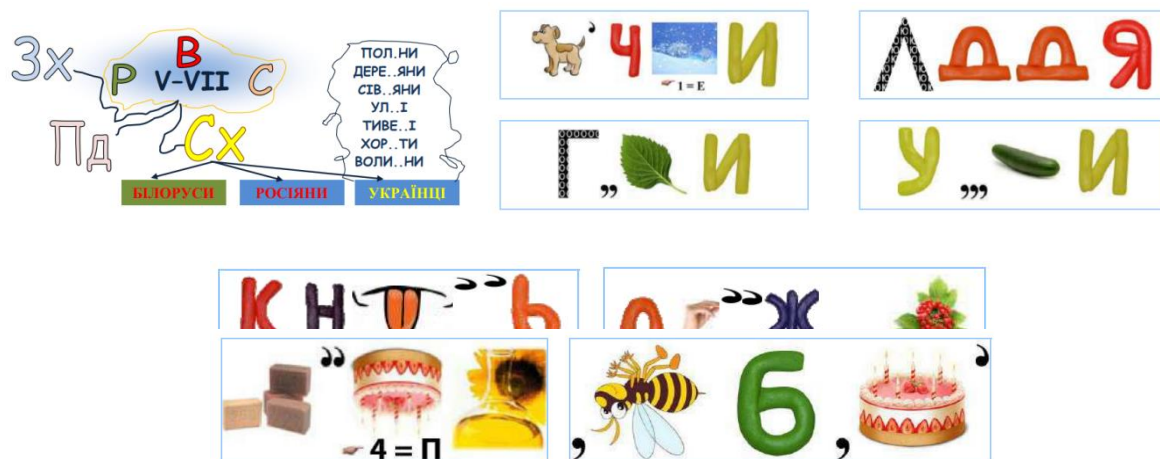 Зх
В
Р V-VII С
Пд
Сх
БІЛОРУСИ РОСІЯНИ УКРАЇНЦІ
ПОЛ.НИ
ДЕРЕ..ЯНИ
СІВ..ЯНИ
УЛ..І
ТИВЕ..І
ХОР..ТИ
ВОЛИ..НИ
’ Ч И
1 = Е
Л Д Д Я
Г ,, И
У ,,, И
К Н ’’ Ь
’’ Ж
’’
4 = П
, Б , ’